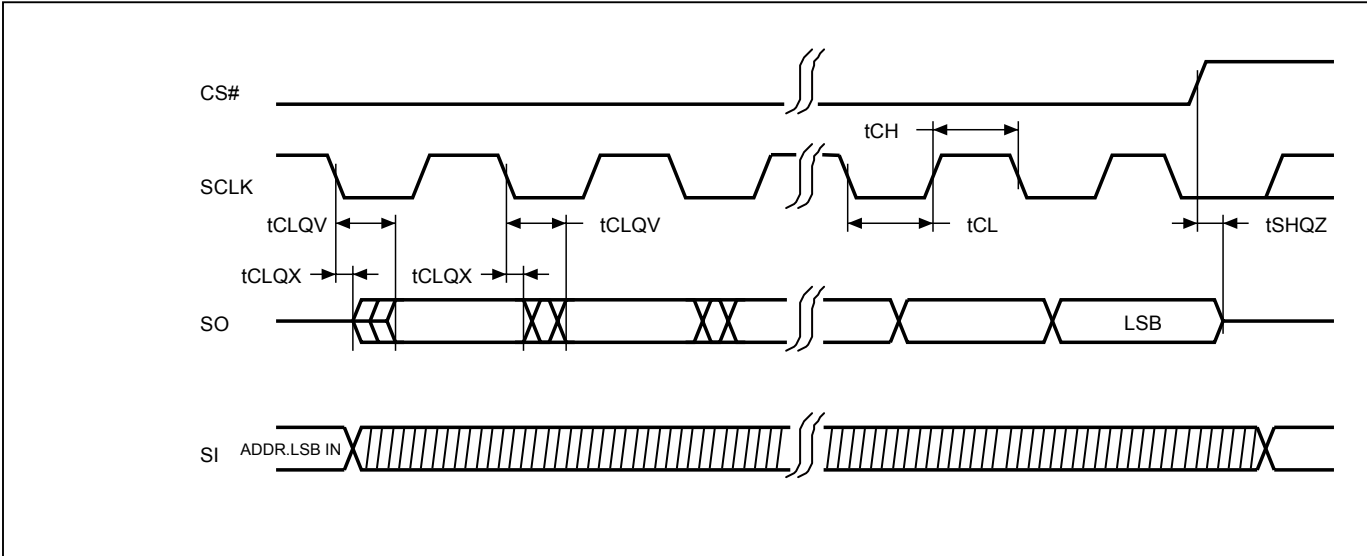 CS#
tCH
SCLK
tCLQV
tCLQV
tCL
tSHQZ
tCLQX
tCLQX
SO
LSB
SI
ADDR.LSB IN